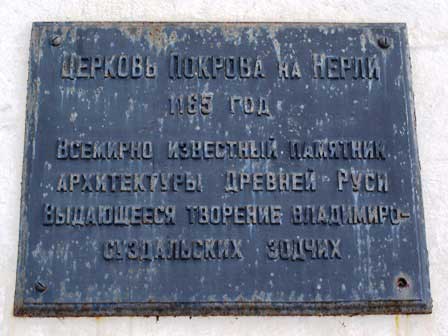 Церковь Покрова на Нерли
1165 год
Всемирно известный памятник
архитектуры Древней Руси
Выдающееся творение владимиро-
суздальских зодчих